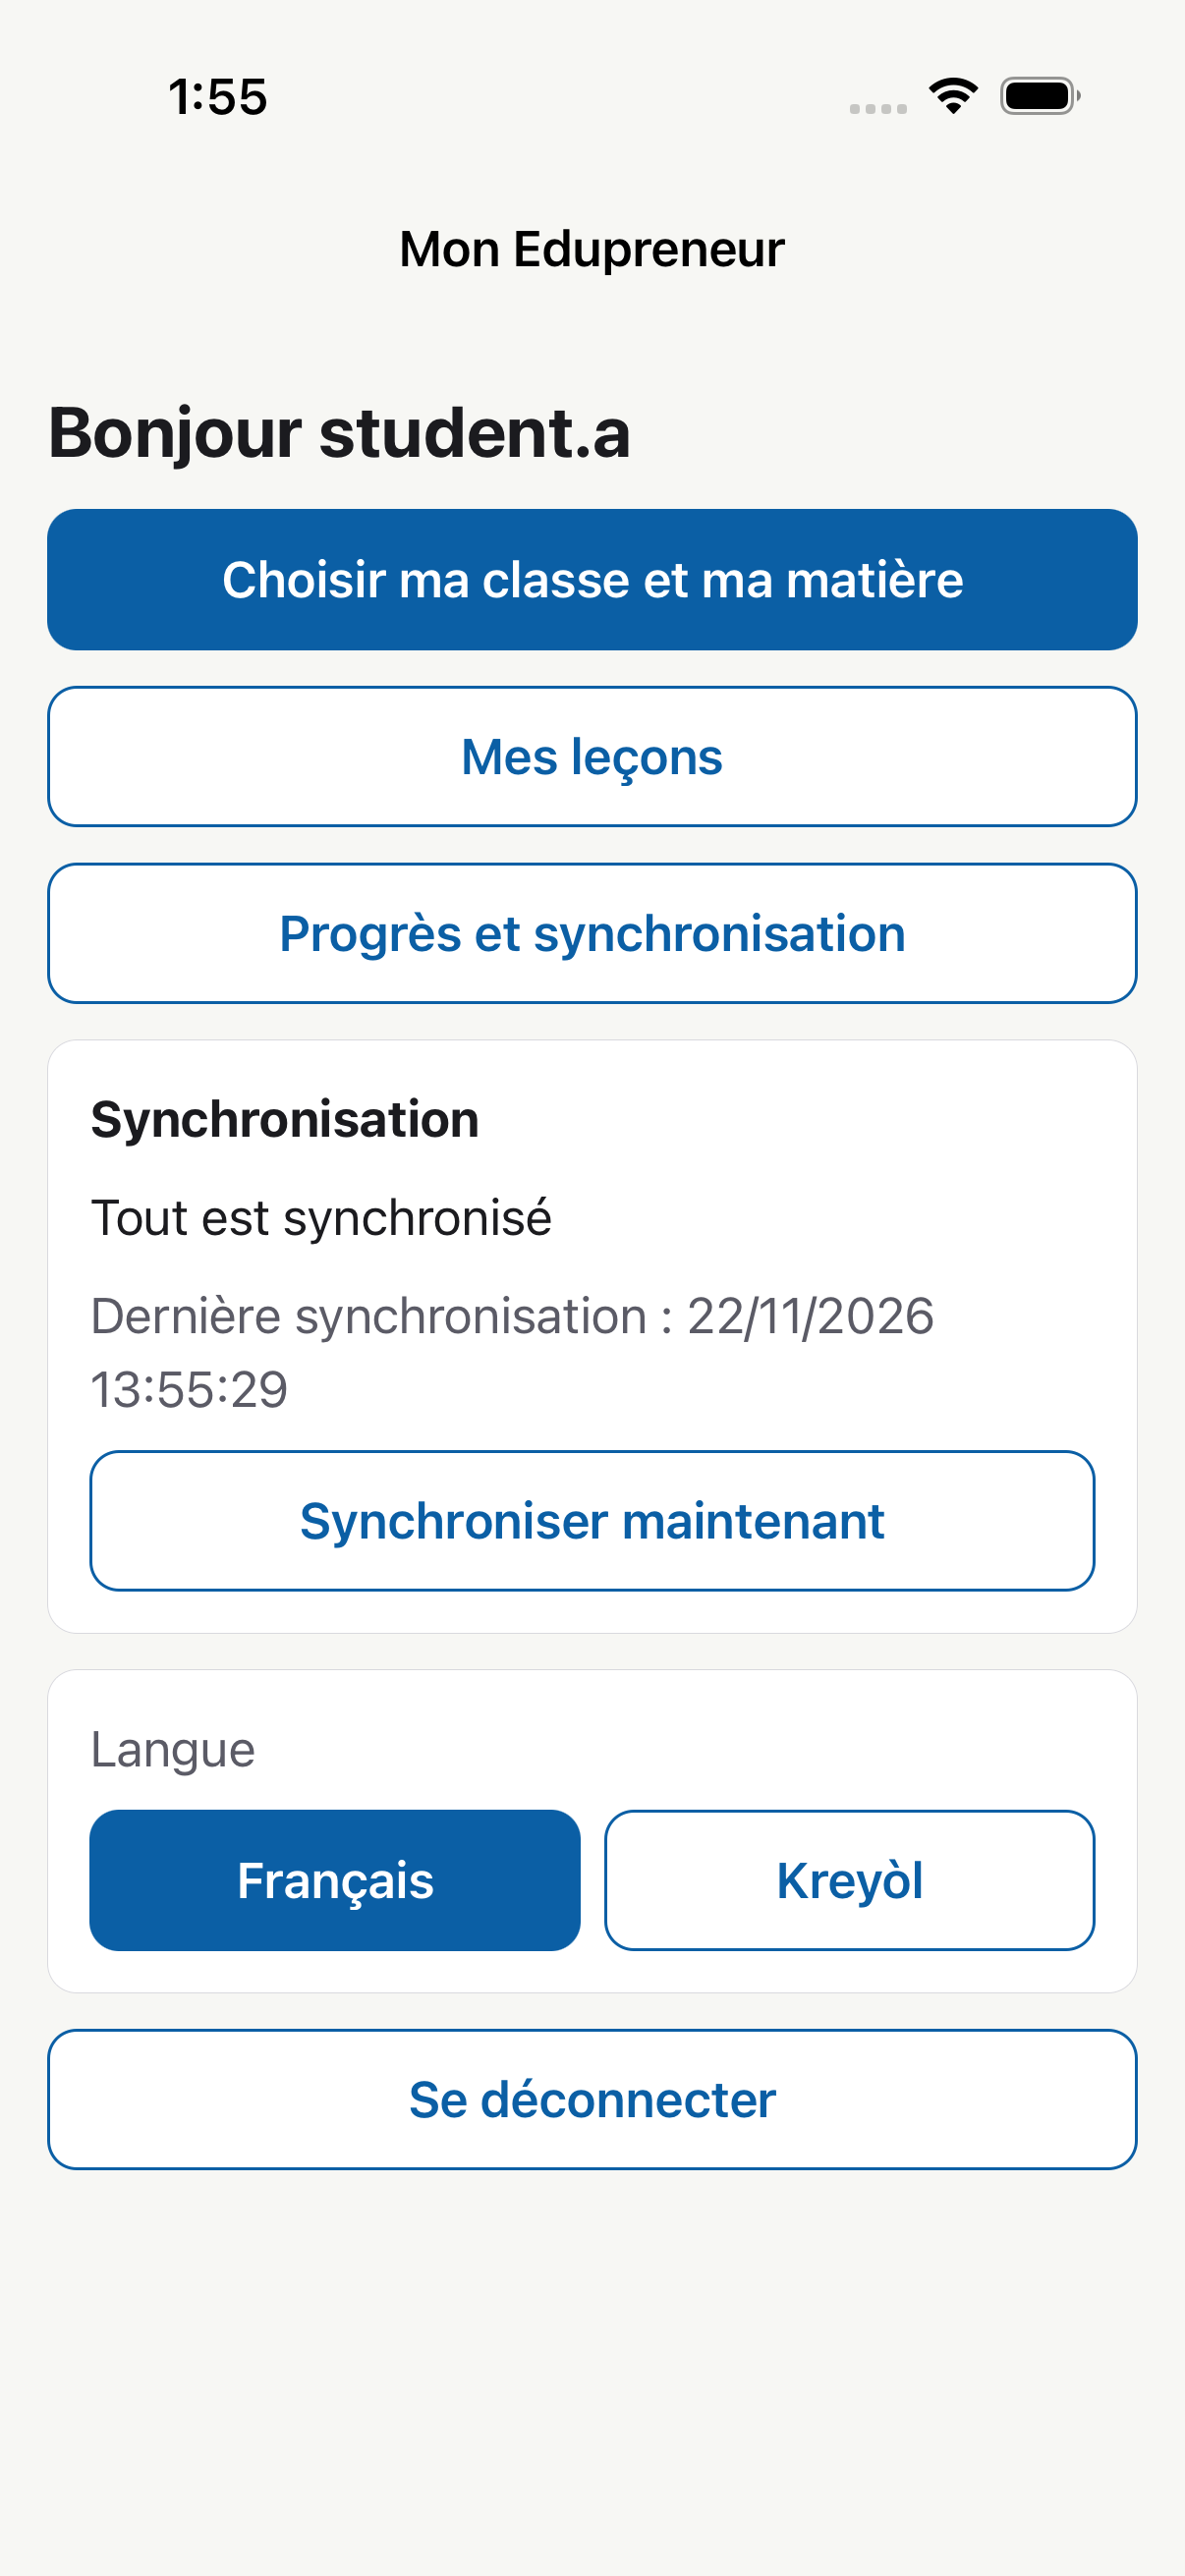 1:55
Mon Edupreneur
Bonjour student.a
Choisir ma classe et ma matière
Mes leçons
Progrès et synchronisation
Synchronisation
Tout est synchronisé
Dernière synchronisation : 22/11/2026
13:55:29
Synchroniser maintenant
Langue
Français
Kreyòl
Se déconnecter